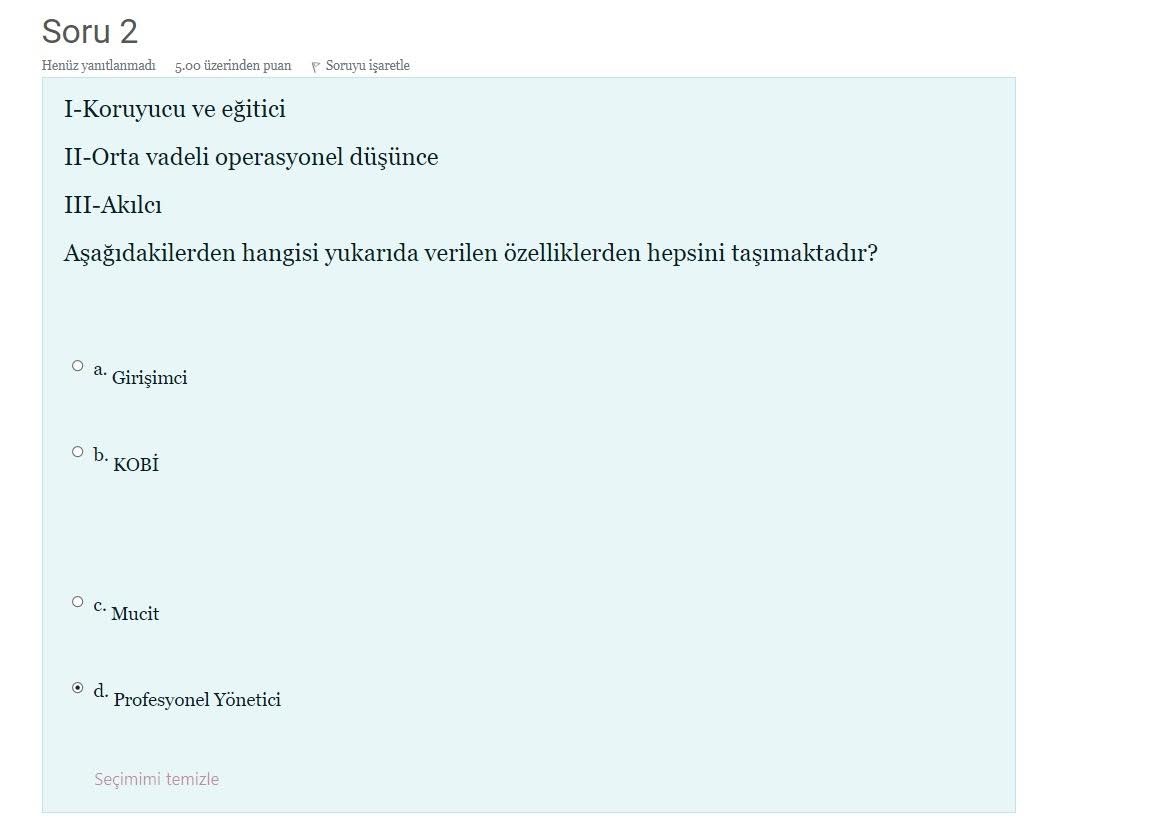 Soru 2
Henüz yanıtlanmadı 5.00 üzerinden puan Soruyu işaretle
I-Koruyucu ve eğitici
II-Orta vadeli operasyonel düşünce
III-Akılcı
Aşağıdakilerden hangisi yukarıda verilen özelliklerden hepsini taşımaktadır?
a. Girişimci
b. KOBİ
c. Mucit
d. Profesyonel Yönetici
Seçimimi temizle